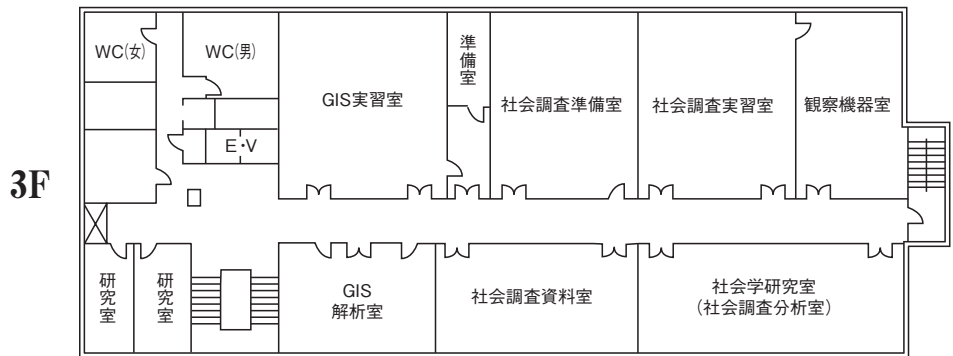 3F
WC(女)
WC(男)
GIS実習室
準備室
社会調査準備室
社会調査実習室
観察機器室
E・V
研究室
研究室
GIS
解析室
社会調査資料室
社会学研究室
(社会調査分析室)